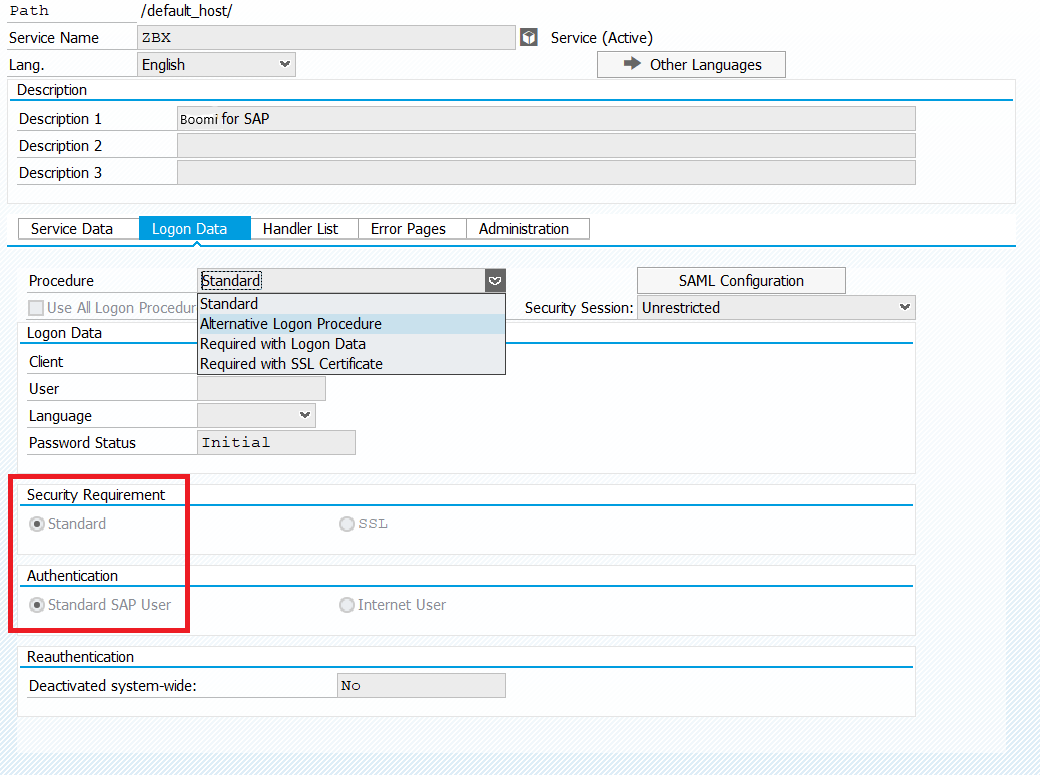 Path /default_host/
Service Name ZBX Service (Active)
Lang. English Other Languages
Description
Description 1 Boomi for SAP
Description 2
Description 3
Service Data Logon Data Handler List Error Pages Administration
Procedure Standard SAML Configuration
Standard
Use All Logon Procedur Security Session: Unrestricted
Alternative Logon Procedure
Logon Data
Required with Logon Data
Client
Required with SSL Certificate
User
Language
Password Status Initial
Security Requirement
Standard SSL
Authentication
Standard SAP User Internet User
Reauthentication
Deactivated system-wide: No